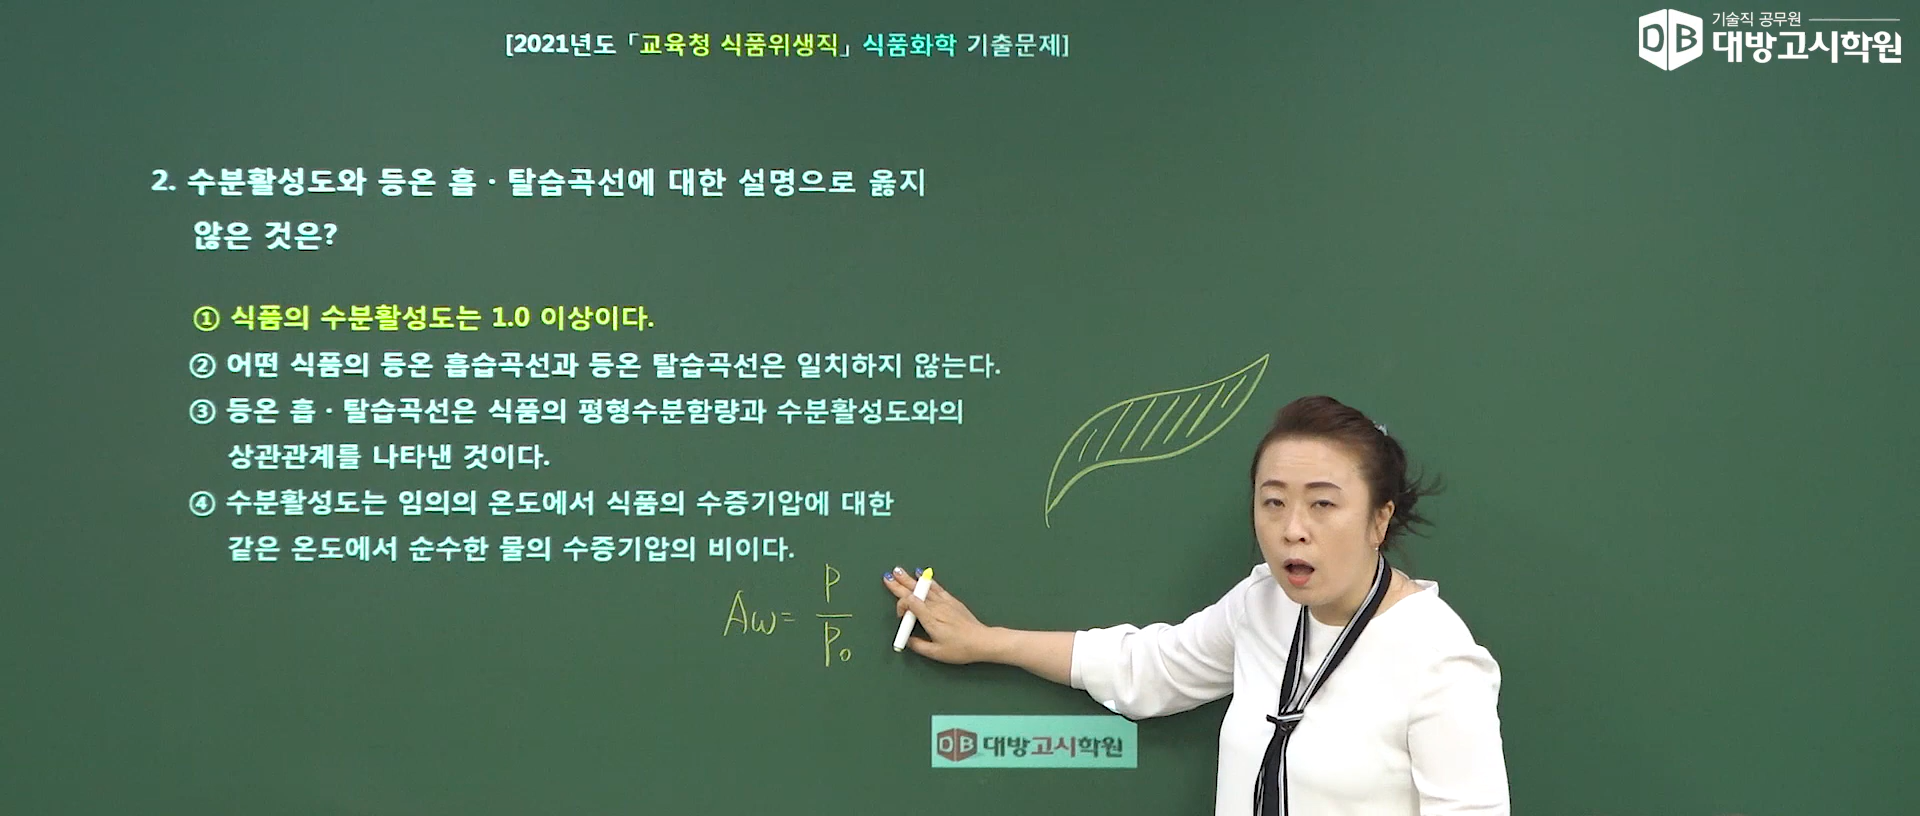 [2021년도 「교육청 식품위생직」 식품화학 기출문제]
기술직 공무원
DB 대방고시학원
2. 수분활성도와 등온 흡 · 탈습곡선에 대한 설명으로 옳지
않은 것은?
① 식품의 수분활성도는 1.0 이상이다.
② 어떤 식품의 등온 흡습곡선과 등온 탈습곡선은 일치하지 않는다.
③ 등온 흡 · 탈습곡선은 식품의 평형수분함량과 수분활성도와의
상관관계를 나타낸 것이다.
④ 수분활성도는 임의의 온도에서 식품의 수증기압에 대한
같은 온도에서 순수한 물의 수증기압의 비이다.
Aw = P / P₀
DB 대방고시학원